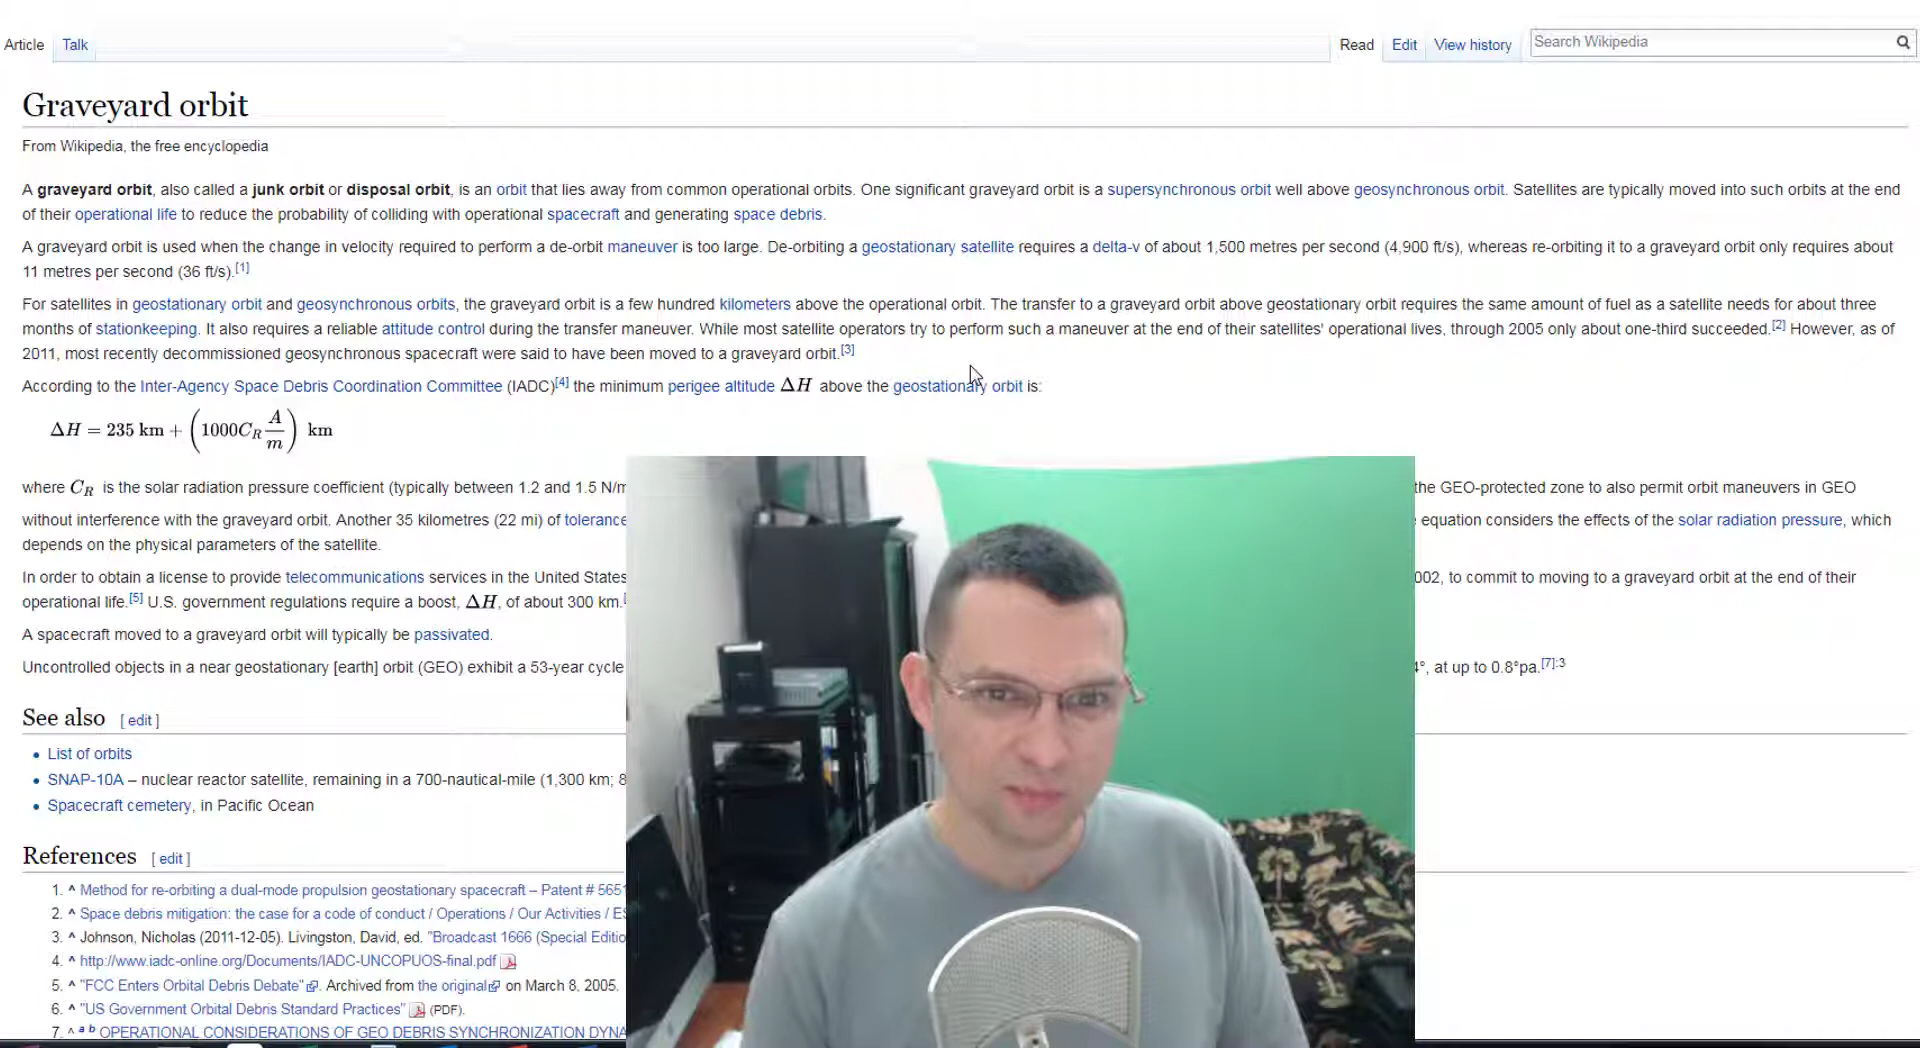 Article Talk Read Edit View history Search Wikipedia
Graveyard orbit
From Wikipedia, the free encyclopedia
A graveyard orbit, also called a junk orbit or disposal orbit, is an orbit that lies away from common operational orbits. One significant graveyard orbit is a supersynchronous orbit well above geosynchronous orbit. Satellites are typically moved into such orbits at the end
of their operational life to reduce the probability of colliding with operational spacecraft and generating space debris.
A graveyard orbit is used when the change in velocity required to perform a de-orbit maneuver is too large. De-orbiting a geostationary satellite requires a delta-v of about 1,500 metres per second (4,900 ft/s), whereas re-orbiting it to a graveyard orbit only requires about
11 metres per second (36 ft/s).[1]
For satellites in geostationary orbit and geosynchronous orbits, the graveyard orbit is a few hundred kilometers above the operational orbit. The transfer to a graveyard orbit above geostationary orbit requires the same amount of fuel as a satellite needs for about three
months of stationkeeping. It also requires a reliable attitude control during the transfer maneuver. While most satellite operators try to perform such a maneuver at the end of their satellites' operational lives, through 2005 only about one-third succeeded.[2] However, as of
2011, most recently decommissioned geosynchronous spacecraft were said to have been moved to a graveyard orbit.[3]
According to the Inter-Agency Space Debris Coordination Committee (IADC)[4] the minimum perigee altitude ΔH above the geostationary orbit is:
ΔH = 235 km + (1000C_R A/m) km
where C_R is the solar radiation pressure coefficient (typically between 1.2 and 1.5 N/m the GEO-protected zone to also permit orbit maneuvers in GEO
without interference with the graveyard orbit. Another 35 kilometres (22 mi) of tolerance equation considers the effects of the solar radiation pressure, which
depends on the physical parameters of the satellite.
In order to obtain a license to provide telecommunications services in the United States 002, to commit to moving to a graveyard orbit at the end of their
operational life.[5] U.S. government regulations require a boost, ΔH, of about 300 km.[
A spacecraft moved to a graveyard orbit will typically be passivated.
Uncontrolled objects in a near geostationary [earth] orbit (GEO) exhibit a 53-year cycle 4°, at up to 0.8°pa.[7]:3
See also [ edit ]
• List of orbits
• SNAP-10A – nuclear reactor satellite, remaining in a 700-nautical-mile (1,300 km; 8
• Spacecraft cemetery, in Pacific Ocean
References [ edit ]
1. ^ Method for re-orbiting a dual-mode propulsion geostationary spacecraft – Patent # 5651
2. ^ Space debris mitigation: the case for a code of conduct / Operations / Our Activities / ES
3. ^ Johnson, Nicholas (2011-12-05). Livingston, David, ed. "Broadcast 1666 (Special Editio
4. ^ http://www.iadc-online.org/Documents/IADC-UNCOPUOS-final.pdf
5. ^ "FCC Enters Orbital Debris Debate". Archived from the original on March 8, 2005.
6. ^ "US Government Orbital Debris Standard Practices" (PDF).
7. ^ a b OPERATIONAL CONSIDERATIONS OF GEO DEBRIS SYNCHRONIZATION DYNA